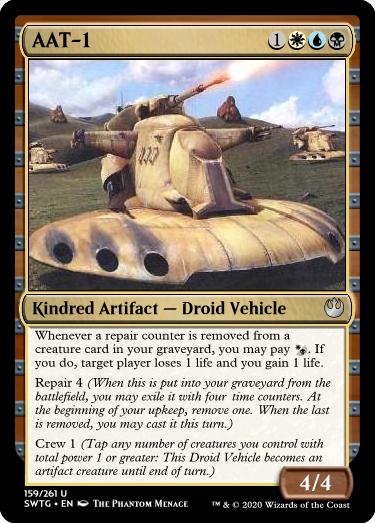 AAT-1
1
Kindred Artifact — Droid Vehicle
Whenever a repair counter is removed from a
creature card in your graveyard, you may pay . If
you do, target player loses 1 life and you gain 1 life.
Repair 4 (When this is put into your graveyard from the
battlefield, you may exile it with four time counters. At
the beginning of your upkeep, remove one. When the last
is removed, you may cast it this turn.)
Crew 1 (Tap any number of creatures you control with
total power 1 or greater: This Droid Vehicle becomes an
artifact creature until end of turn.)
4/4
159/261 U
SWTG • EN The Phantom Menace
™ & © 2020 Wizards of the Coast